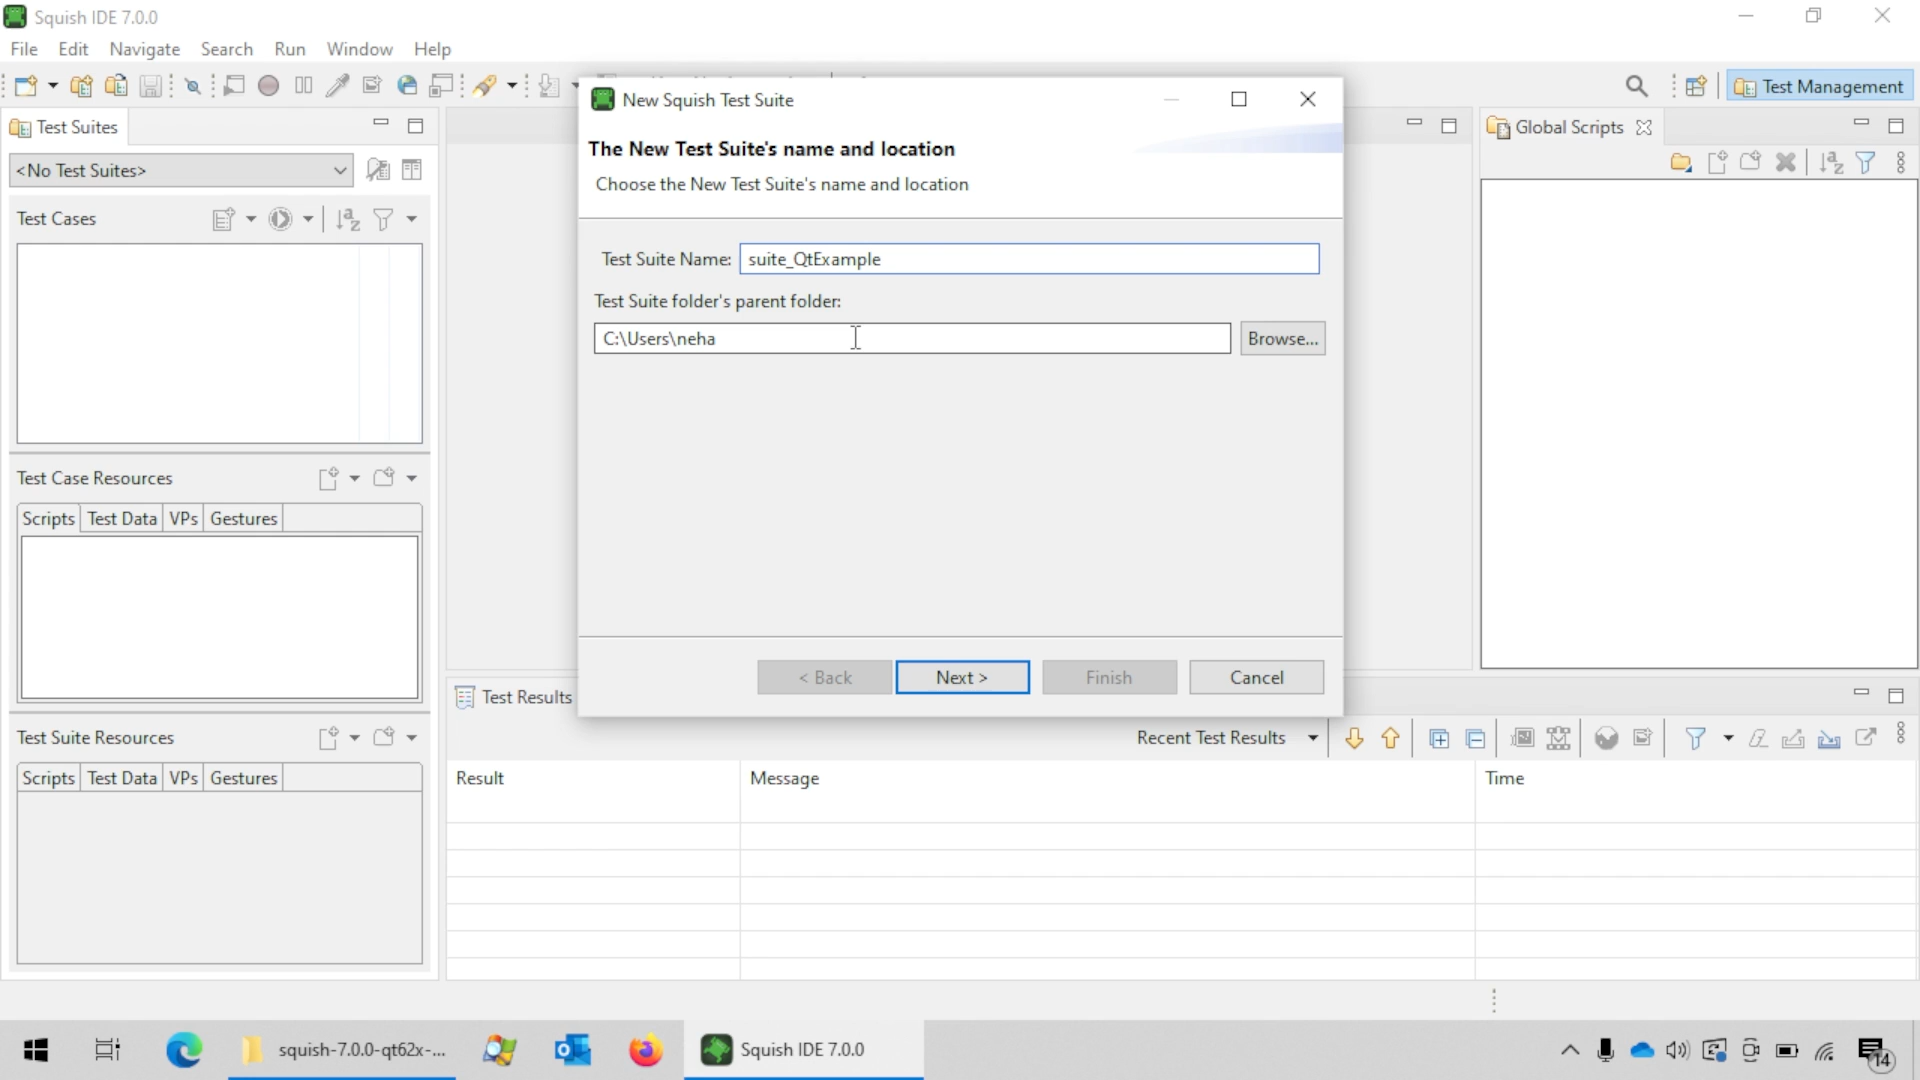 Squish IDE 7.0.0
File Edit Navigate Search Run Window Help
Test Management
Test Suites
<No Test Suites>
Test Cases
Test Case Resources
Scripts Test Data VPs Gestures
Test Suite Resources
Scripts Test Data VPs Gestures
New Squish Test Suite
The New Test Suite's name and location
Choose the New Test Suite's name and location
Test Suite Name: suite_QtExample
Test Suite folder's parent folder:
C:\Users\neha Browse...
< Back Next > Finish Cancel
Global Scripts
Test Results
Recent Test Results
Result Message Time
squish-7.0.0-qt62x-... Squish IDE 7.0.0
14